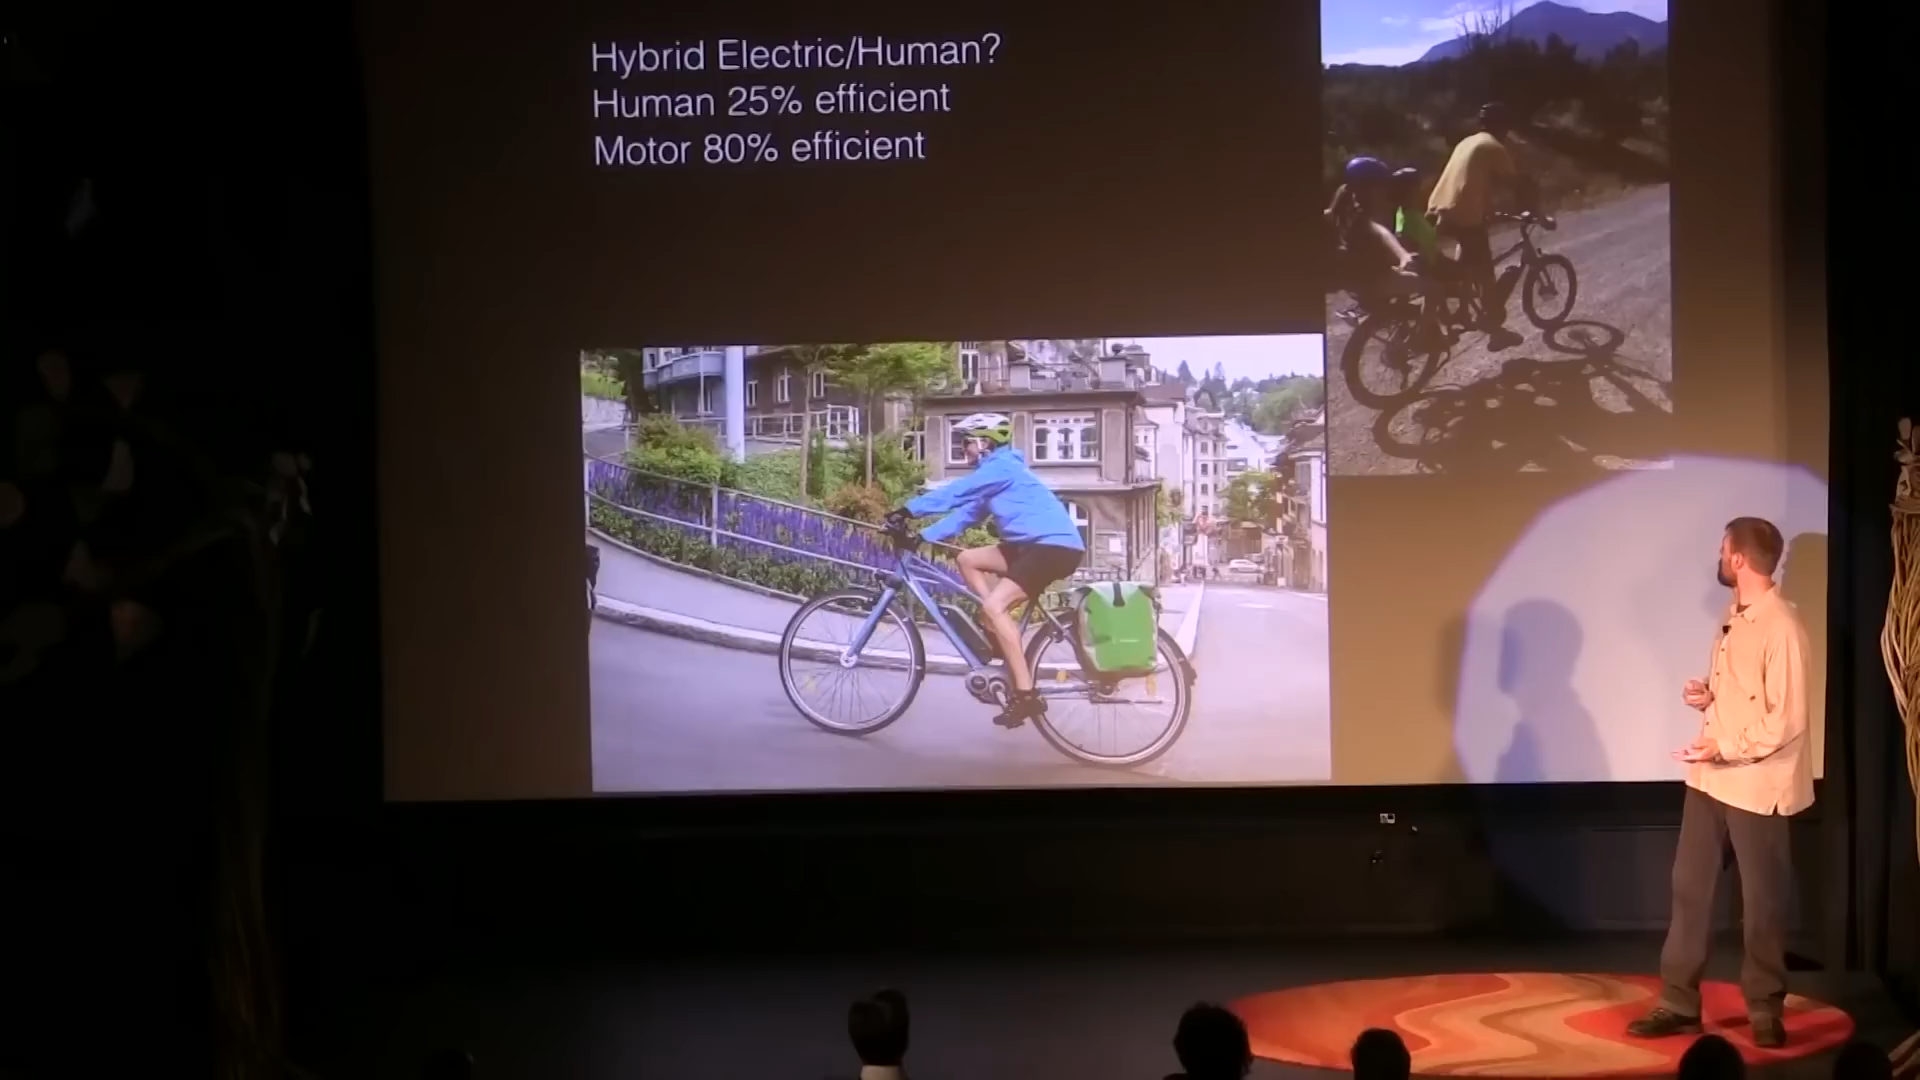 Hybrid Electric/Human?
Human 25% efficient
Motor 80% efficient